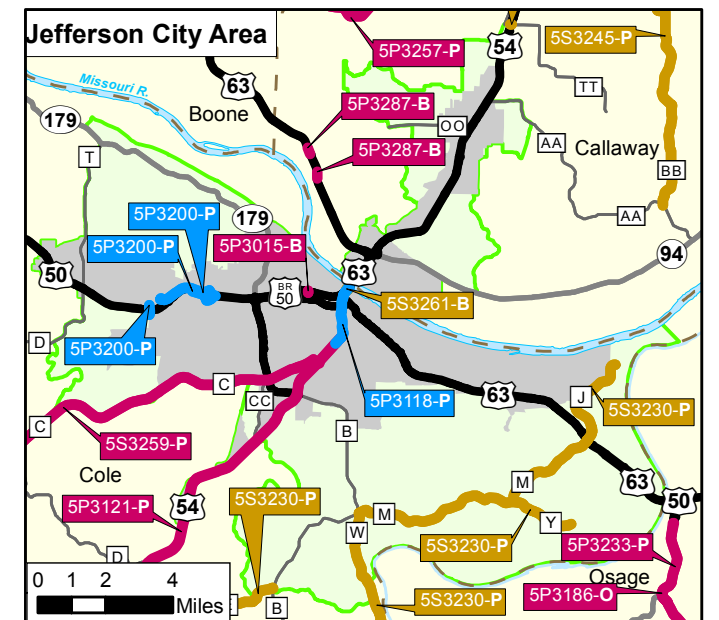 Jefferson City Area
5P3257-P
54
5S3245-P
Missouri R.
63
Boone
TT
179
5P3287-B
OO
AA
Callaway
T
5P3287-B
BB
5P3200-P
179
AA
5P3200-P
5P3015-B
94
50
63
BR
50
5S3261-B
D
5P3200-P
C
CC
5P3118-P
63
J
5S3230-P
C
B
5S3259-P
Cole
M
63
5P3121-P
54
5S3230-P
50
W
M
Y
5S3230-P
5P3233-P
D
Osage
0 1 2 4
Miles
B
5S3230-P
5P3186-O